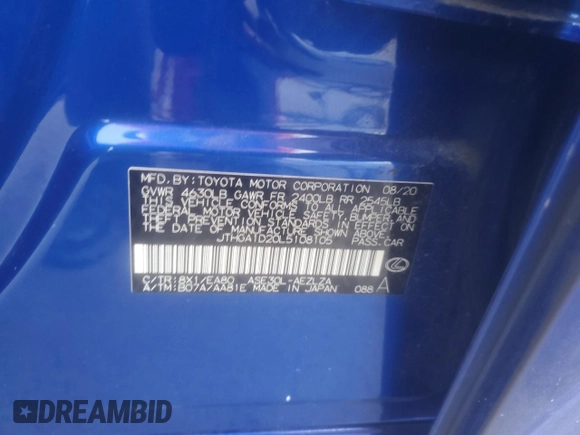 MFD. BY: TOYOTA MOTOR CORPORATION 08/20
GVWR 4630LB GAWR FR 2400LB RR 2545LB
THIS VEHICLE CONFORMS TO ALL APPLICABLE
FEDERAL MOTOR VEHICLE SAFETY, BUMPER, AND
THEFT PREVENTION STANDARDS IN EFFECT ON
THE DATE OF MANUFACTURE SHOWN ABOVE.
JTHGA1D20L5108105 PASS.CAR
C/TR: 8X1/EA80 ASE30L-AEZLZA
A/TM: B07A/AA81E MADE IN JAPAN 088 A
DREAMBID